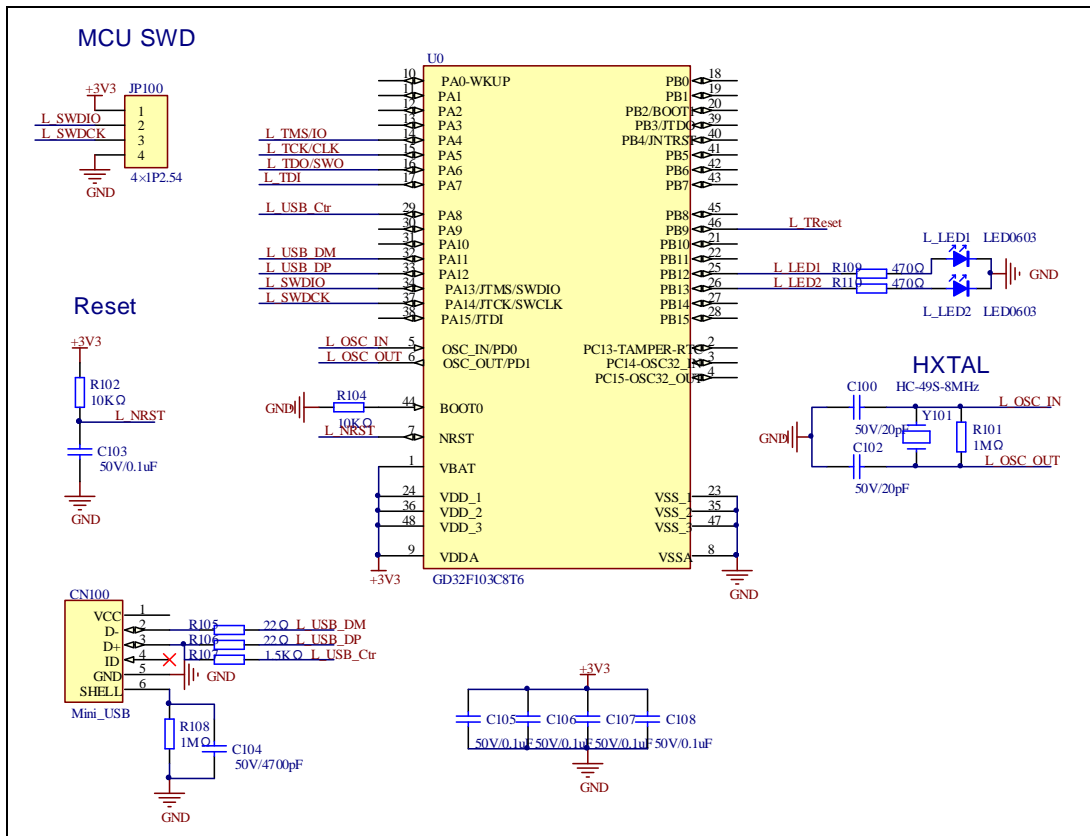 MCU SWD
+3V3
JP100
1
L_SWDIO
2
L_SWDCK
3
4
GND
4×1P2.54
Reset
+3V3
R102
10KΩ
L_NRST
C103
50V/0.1uF
GND
U0
10 PA0-WKUP
11 PA1
12 PA2
13 PA3
L_TMS/IO 14 PA4
L_TCK/CLK 15 PA5
L_TDO/SWO 16 PA6
L_TDI 17 PA7
L_USB_Ctr 29 PA8
30 PA9
31 PA10
L_USB_DM 32 PA11
L_USB_DP 33 PA12
L_SWDIO 34 PA13/JTMS/SWDIO
L_SWDCK 37 PA14/JTCK/SWCLK
38 PA15/JTDI
L_OSC_IN 5 OSC_IN/PD0
L_OSC_OUT 6 OSC_OUT/PD1
R104
GND 44 BOOT0
10KΩ
L_NRST 7 NRST
1 VBAT
24 VDD_1
36 VDD_2
48 VDD_3
9 VDDA
+3V3
GD32F103C8T6
PB0 18
PB1 19
PB2/BOOT1 20
PB3/JTDO 39
PB4/JNTRST 40
PB5 41
PB6 42
PB7 43
PB8 45
PB9 46 L_TReset
PB10 21
PB11 22
PB12 25 L_LED1 R109 470Ω
PB13 26 L_LED2 R110 470Ω
PB14 27
PB15 28
PC13-TAMPER-RTC 2
PC14-OSC32_IN 3
PC15-OSC32_OUT 4
VSS_1 23
VSS_2 35
VSS_3 47
VSSA 8
GND
L_LED1 LED0603
GND
L_LED2 LED0603
HXTAL
HC-49S-8MHz
C100
L_OSC_IN
50V/20pF
Y101
R101
1MΩ
GND
C102
L_OSC_OUT
50V/20pF
CN100
VCC 1
D- 2 R105 22Ω L_USB_DM
D+ 3 R106 22Ω L_USB_DP
ID 4 R107 1.5KΩ L_USB_Ctr
GND 5 GND
SHELL 6
Mini_USB
R108
1MΩ
C104
50V/4700pF
GND
+3V3
C105 C106 C107 C108
50V/0.1uF 50V/0.1uF 50V/0.1uF 50V/0.1uF
GND